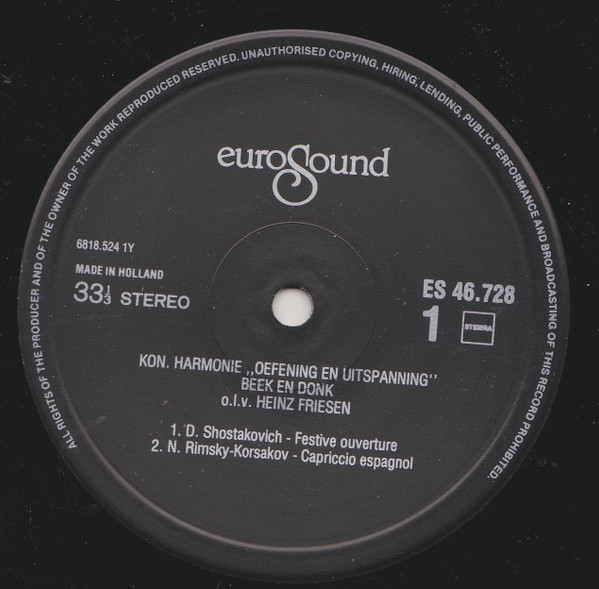 ALL RIGHTS OF THE PRODUCER AND OF THE OWNER OF THE WORK REPRODUCED RESERVED. UNAUTHORISED COPYING, HIRING, LENDING, PUBLIC PERFORMANCE AND BROADCASTING OF THIS RECORD PROHIBITED.
euroSound
6818.524 1Y
MADE IN HOLLAND
33⅓ STEREO
ES 46.728
1 STEMRA
KON. HARMONIE „OEFENING EN UITSPANNING''
BEEK EN DONK
o.l.v. HEINZ FRIESEN
1. D. Shostakovich - Festive ouverture
2. N. Rimsky-Korsakov - Capriccio espagnol